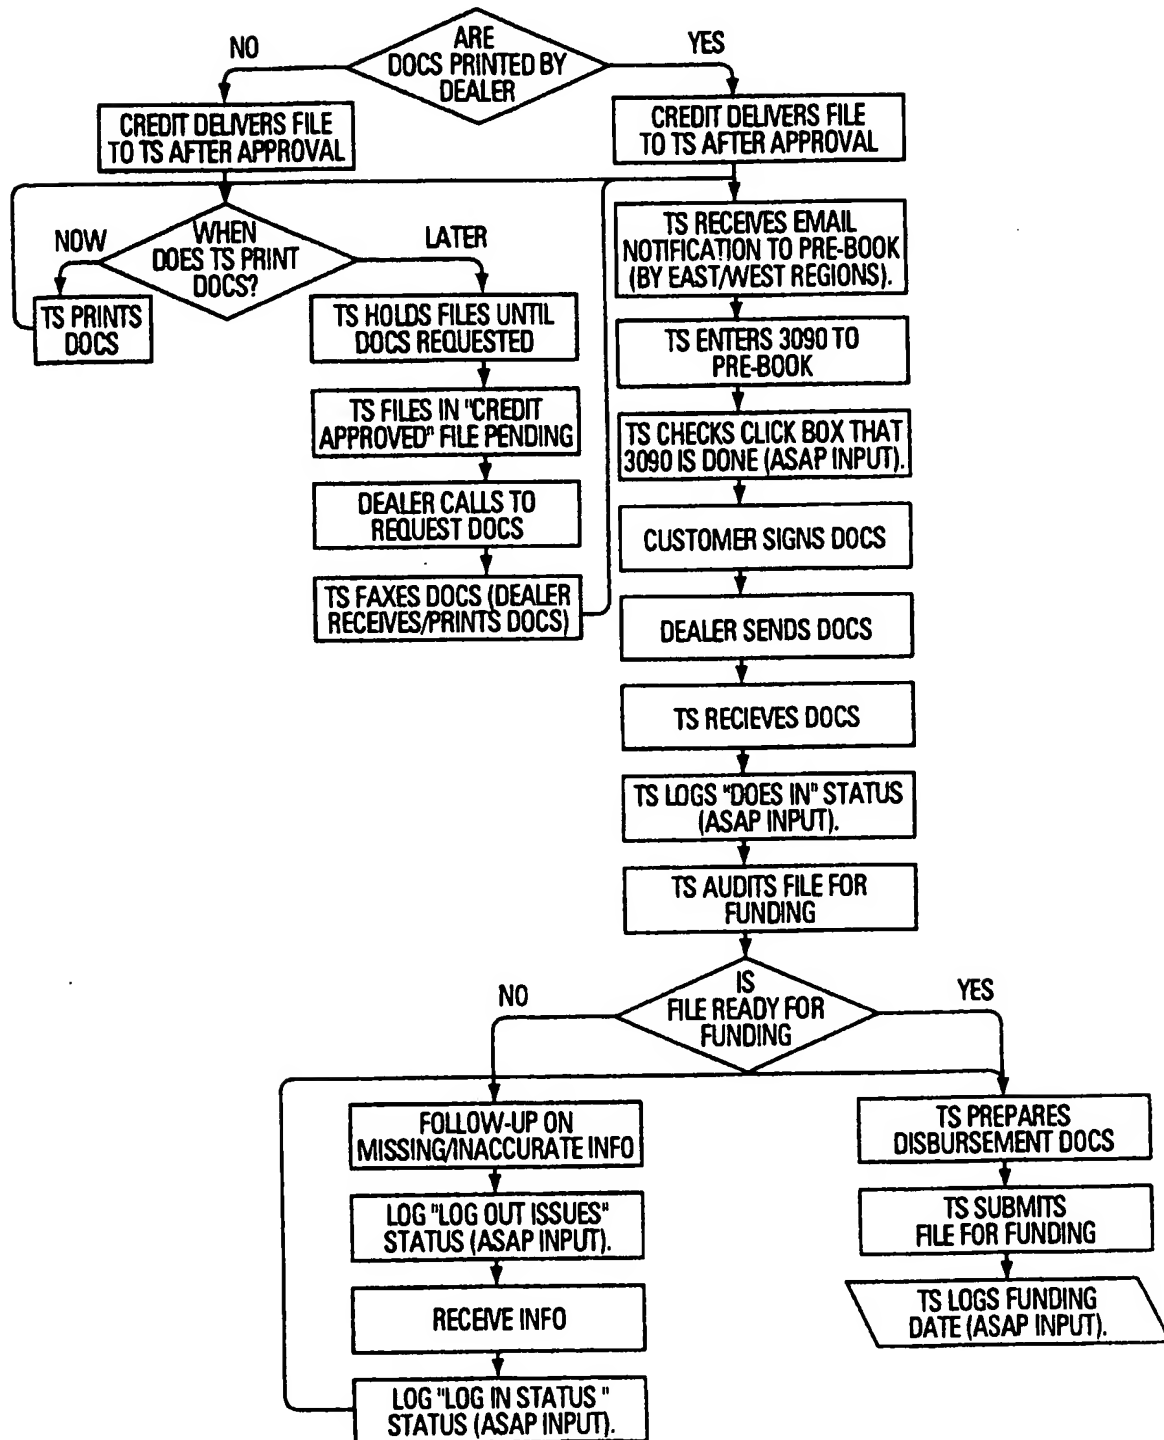 ARE
DOCS PRINTED BY
DEALER
NO
YES
CREDIT DELIVERS FILE
TO TS AFTER APPROVAL
CREDIT DELIVERS FILE
TO TS AFTER APPROVAL
WHEN
DOES TS PRINT
DOCS?
NOW
LATER
TS PRINTS
DOCS
TS HOLDS FILES UNTIL
DOCS REQUESTED
TS FILES IN "CREDIT
APPROVED" FILE PENDING
DEALER CALLS TO
REQUEST DOCS
TS FAXES DOCS (DEALER
RECEIVES/PRINTS DOCS)
TS RECEIVES EMAIL
NOTIFICATION TO PRE-BOOK
(BY EAST/WEST REGIONS).
TS ENTERS 3090 TO
PRE-BOOK
TS CHECKS CLICK BOX THAT
3090 IS DONE (ASAP INPUT).
CUSTOMER SIGNS DOCS
DEALER SENDS DOCS
TS RECIEVES DOCS
TS LOGS "DOES IN" STATUS
(ASAP INPUT).
TS AUDITS FILE FOR
FUNDING
IS
FILE READY FOR
FUNDING
NO
YES
FOLLOW-UP ON
MISSING/INACCURATE INFO
LOG "LOG OUT ISSUES"
STATUS (ASAP INPUT).
RECEIVE INFO
LOG "LOG IN STATUS "
STATUS (ASAP INPUT).
TS PREPARES
DISBURSEMENT DOCS
TS SUBMITS
FILE FOR FUNDING
TS LOGS FUNDING
DATE (ASAP INPUT).